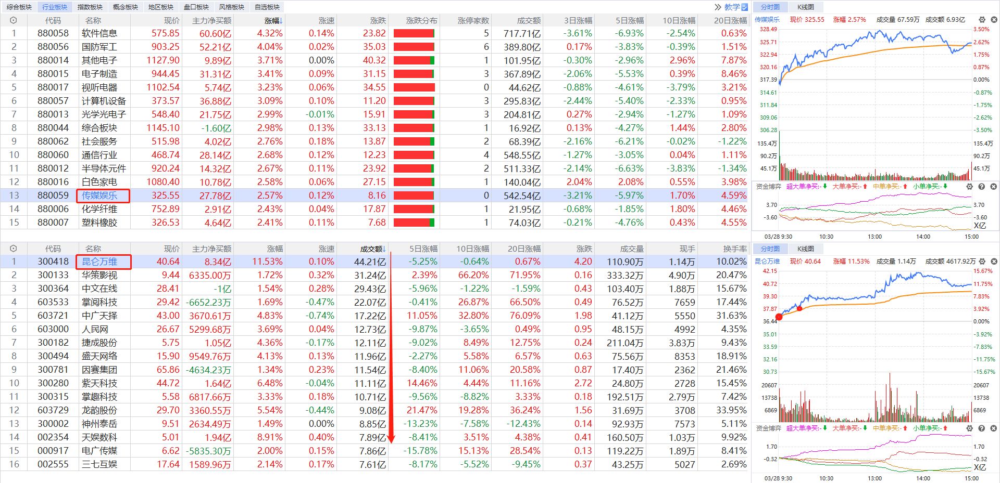 综合板块 行业板块 指数板块 概念板块 地区板块 盘口板块 风格板块 自选板块 教学
代码 名称 现价 主力净买额 涨幅↓ 涨速 涨跌 涨跌分布 涨停家数 成交额 3日涨幅 5日涨幅 10日涨幅 20日涨幅
1 880058 软件信息 575.85 60.60亿 4.32% 0.14% 23.82 5 717.71亿 -3.61% -6.93% -2.54% 0.63%
2 880056 国防军工 903.25 52.21亿 4.04% 0.02% 35.03 6 389.80亿 0.17% -3.83% -0.39% 1.51%
3 880014 其他电子 1127.90 9.89亿 3.71% 0.00% 40.32 1 101.95亿 -0.30% -2.96% 2.96% 7.87%
4 880015 电子制造 944.45 31.31亿 3.41% 0.09% 31.15 3 367.89亿 -2.06% -5.53% 0.39% 8.46%
5 880017 视听电器 1102.54 5.74亿 3.23% 0.06% 34.55 0 44.62亿 -0.88% -4.61% -3.79% 3.21%
6 880057 计算机设备 373.57 36.88亿 3.09% 0.10% 11.20 3 295.83亿 -2.44% -5.40% -2.33% 0.95%
7 880013 光学光电子 548.40 21.75亿 2.99% -0.01% 15.91 3 204.81亿 0.27% -2.94% -1.27% 1.09%
8 880044 综合板块 1145.10 -1.60亿 2.98% 0.13% 33.13 1 16.92亿 0.13% -4.27% 1.44% 2.80%
9 880062 社会服务 515.98 4.02亿 2.76% 0.18% 13.87 2 68.39亿 -2.16% -6.21% -0.02% -1.22%
10 880060 通信行业 468.74 28.14亿 2.68% 0.12% 12.23 4 548.55亿 -1.27% -3.05% 0.04% 1.11%
11 880012 半导体元件 920.24 14.32亿 2.67% 0.11% 23.92 2 511.33亿 -2.14% -6.63% -3.83% -1.34%
12 880016 白色家电 1080.40 10.78亿 2.58% 0.06% 27.15 1 140.04亿 2.04% 2.08% 0.55% 3.98%
13 880059 传媒娱乐 325.55 27.78亿 2.57% 0.12% 8.16 0 542.54亿 -3.21% -5.97% 1.70% 4.59%
14 880006 化学纤维 752.89 2.91亿 2.43% 0.04% 17.87 1 21.95亿 -0.68% -1.85% 1.80% 4.46%
15 880007 塑料橡胶 326.53 4.64亿 2.41% 0.11% 7.68 1 74.03亿 -0.21% -4.76% 0.43% 4.55%
代码 名称 现价 主力净买额 涨幅 涨速 成交额↓ 5日涨幅 10日涨幅 20日涨幅 涨跌 成交量 现手 换手率
1 300418 昆仑万维 40.64 8.34亿 11.53% 0.10% 44.21亿 -5.25% -0.64% 0.67% 4.20 110.90万 1.14万 10.02%
2 300133 华策影视 9.44 6335.00万 1.72% 0.32% 31.24亿 2.39% 66.20% 71.95% 0.16 333.32万 4.90万 20.47%
3 300364 中文在线 28.41 -1亿 1.54% 0.28% 29.43亿 -5.96% -1.22% -1.59% 0.43 103.40万 1.88万 15.67%
4 603533 掌阅科技 29.42 -6652.23万 1.69% -0.47% 22.07亿 -0.41% 26.87% 66.50% 0.49 76.52万 7659 17.44%
5 603721 中广天择 43.00 3670.61万 4.83% -0.74% 17.22亿 11.05% 32.80% 76.09% 1.98 41.12万 5550 31.63%
6 603000 人民网 26.67 5299.68万 3.69% 0.04% 12.73亿 -9.87% -3.65% 0.49% 0.95 48.15万 4992 4.35%
7 300182 捷成股份 5.75 1.05亿 4.36% -0.17% 12.11亿 -9.02% 8.49% 12.75% 0.24 211.04万 3.83万 9.43%
8 300494 盛天网络 15.90 9549.76万 4.13% 0.13% 11.96亿 -2.27% 5.58% 6.57% 0.63 75.56万 8353 18.91%
9 300781 因赛集团 65.86 -4634.23万 1.34% 0.23% 11.54亿 -8.40% 11.06% 20.58% 0.87 17.40万 2362 21.46%
10 300280 紫天科技 44.72 1.64亿 6.48% -0.04% 11.11亿 14.46% 4.44% 11.16% 2.72 24.80万 2728 15.45%
11 300315 掌趣科技 5.58 6817.66万 3.33% 0.18% 10.71亿 -9.56% -8.82% 3.33% 0.18 192.51万 2.79万 7.42%
12 603729 龙韵股份 29.70 3360.55万 5.54% -0.44% 9.08亿 21.47% 19.28% 36.24% 1.56 31.69万 3708 33.95%
13 300002 神州泰岳 9.51 2634.49万 1.49% 0.00% 8.85亿 -13.23% -7.58% -12.43% 0.14 92.93万 7573 5.11%
14 002354 天娱数科 5.01 1.94亿 8.91% 0.40% 7.89亿 -8.41% 3.51% 4.38% 0.41 160.50万 1.03万 9.92%
15 000917 电广传媒 6.62 -5835.30万 2.00% 0.15% 7.86亿 -15.78% 15.13% 28.54% 0.13 119.22万 1.89万 8.41%
16 002555 三七互娱 17.64 1589.96万 2.14% 0.17% 7.61亿 -8.17% -5.52% -9.45% 0.37 43.25万 5027 2.69%
分时图 K线图
传媒娱乐 现价 325.55 涨幅 2.57% 成交量 67.59万 成交额 6.93亿
328.49 3.50%
325.71 2.62%
322.94 1.75%
320.16 0.87%
317.39 0.00%
314.61 -0.87%
311.84 -1.75%
309.06 -2.62%
306.28 -3.50%
135.4万 135.4万
90.2万 90.2万
45.1万 45.1万
资金博弈 超大单净买:-⬇ 大单净买:-⬆ 中单净买:-⬆ 小单净买:-⬇
3.70 3.70
-3.60 -3.60
X亿
03/28 9:30 10:30 13:00 14:00 15:00
分时图 K线图
昆仑万维 现价 40.64 涨幅 11.53% 成交量 1.14万 成交额 4617.92万
42.15 15.67%
40.72 11.75%
39.30 7.83%
37.87 3.92%
36.44 0.00%
35.01 -3.92%
33.59 -7.83%
32.16 -11.75%
30.73 -15.67%
20607 20607
13738 13738
6869 6869
资金博弈 超大单净买:-⬇ 大单净买:-⬇ 中单净买:-⬆ 小单净买:-⬆
1.70 1.70
-0.32 -0.32
X亿
03/28 9:30 10:30 13:00 14:00 15:00